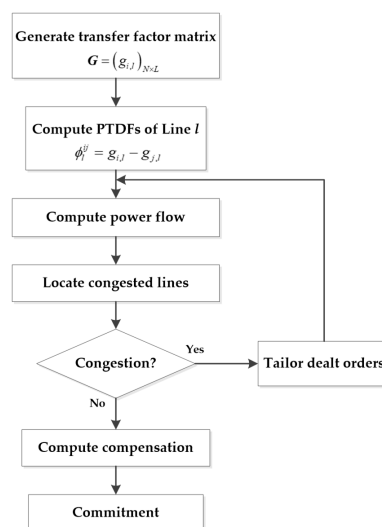 Generate transfer factor matrix
G = (g_{i,l})_{N×L}
Compute PTDFs of Line l
ϕ_l^{ij} = g_{i,l} − g_{j,l}
Compute power flow
Locate congested lines
Congestion?
Yes
Tailor dealt orders
No
Compute compensation
Commitment